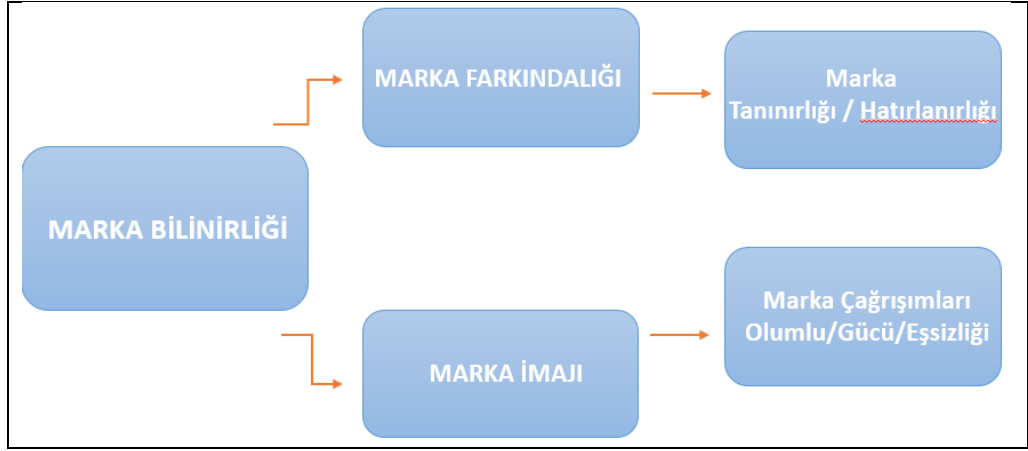 MARKA FARKINDALIĞI
Marka
Tanınırlığı / Hatırlanırlığı
MARKA BİLİNİRLİĞİ
Marka Çağrışımları
Olumlu/Gücü/Eşsizliği
MARKA İMAJI